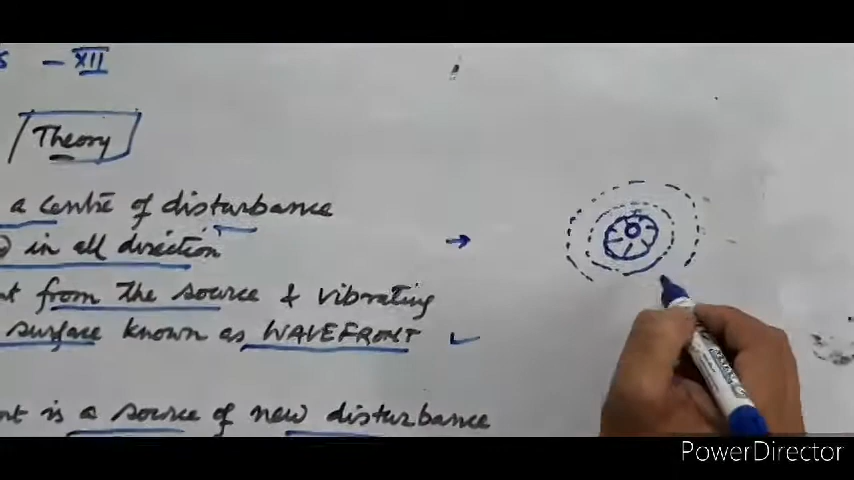 - XII
Theory
a centre of disturbance
in all direction
from the source & vibrating
surface known as WAVEFRONT
is a source of new disturbance
PowerDirector